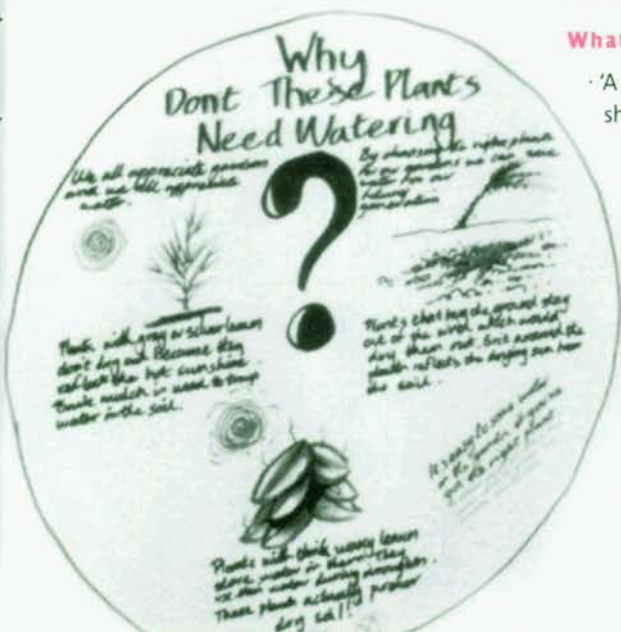 Why
Dont These Plants
Need Watering
?
We all appreciate gardens
and we all appreciate
water.
By choosing the right plants
for our gardens we can save
water for our
future
generation
Plants with grey or silver leaves
don't dry out because they
reflect the hot sunshine.
Bark mulch is used to trap
water in the soil.
Plants that hug the ground stay
out of the wind which would
dry them out. Grit around the
reflects the drying sun from
the soil.
It's easy to save water
in the garden, if you've
got the right plants
Plants with thick waxy leaves
store water in them. They
use their water during droughts.
These plants actually prefer
dry soil!
What
'A
sh